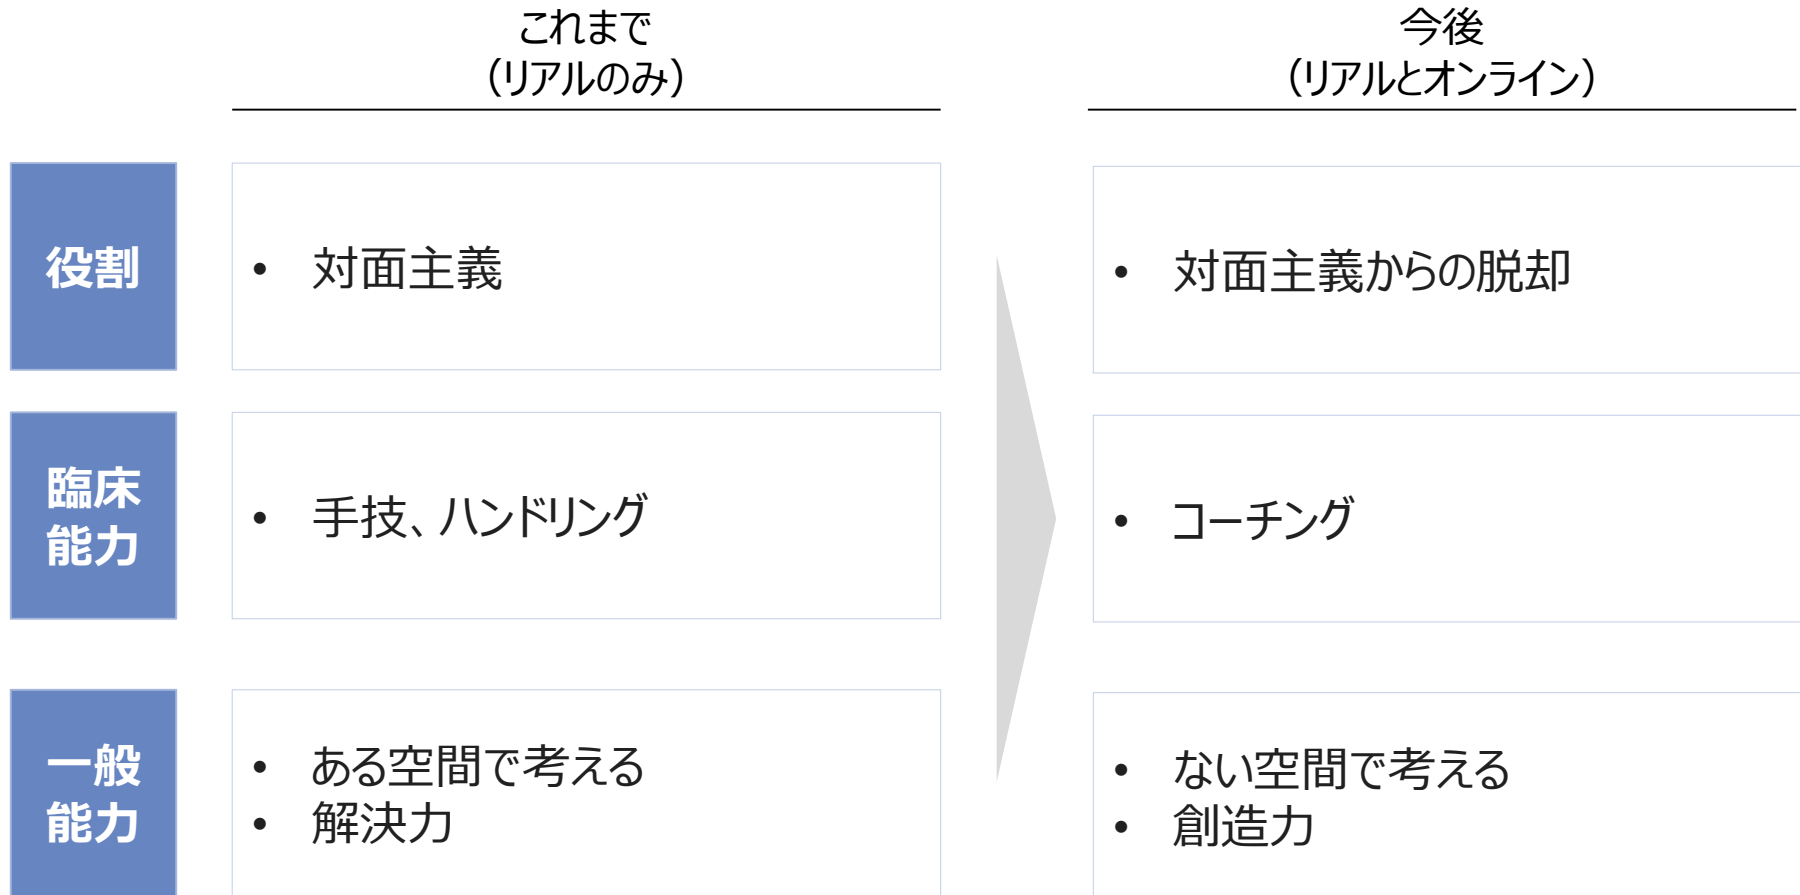 これまで
（リアルのみ）
今後
（リアルとオンライン）
役割
• 対面主義
• 対面主義からの脱却
臨床
能力
• 手技、ハンドリング
• コーチング
一般
能力
• ある空間で考える
• 解決力
• ない空間で考える
• 創造力